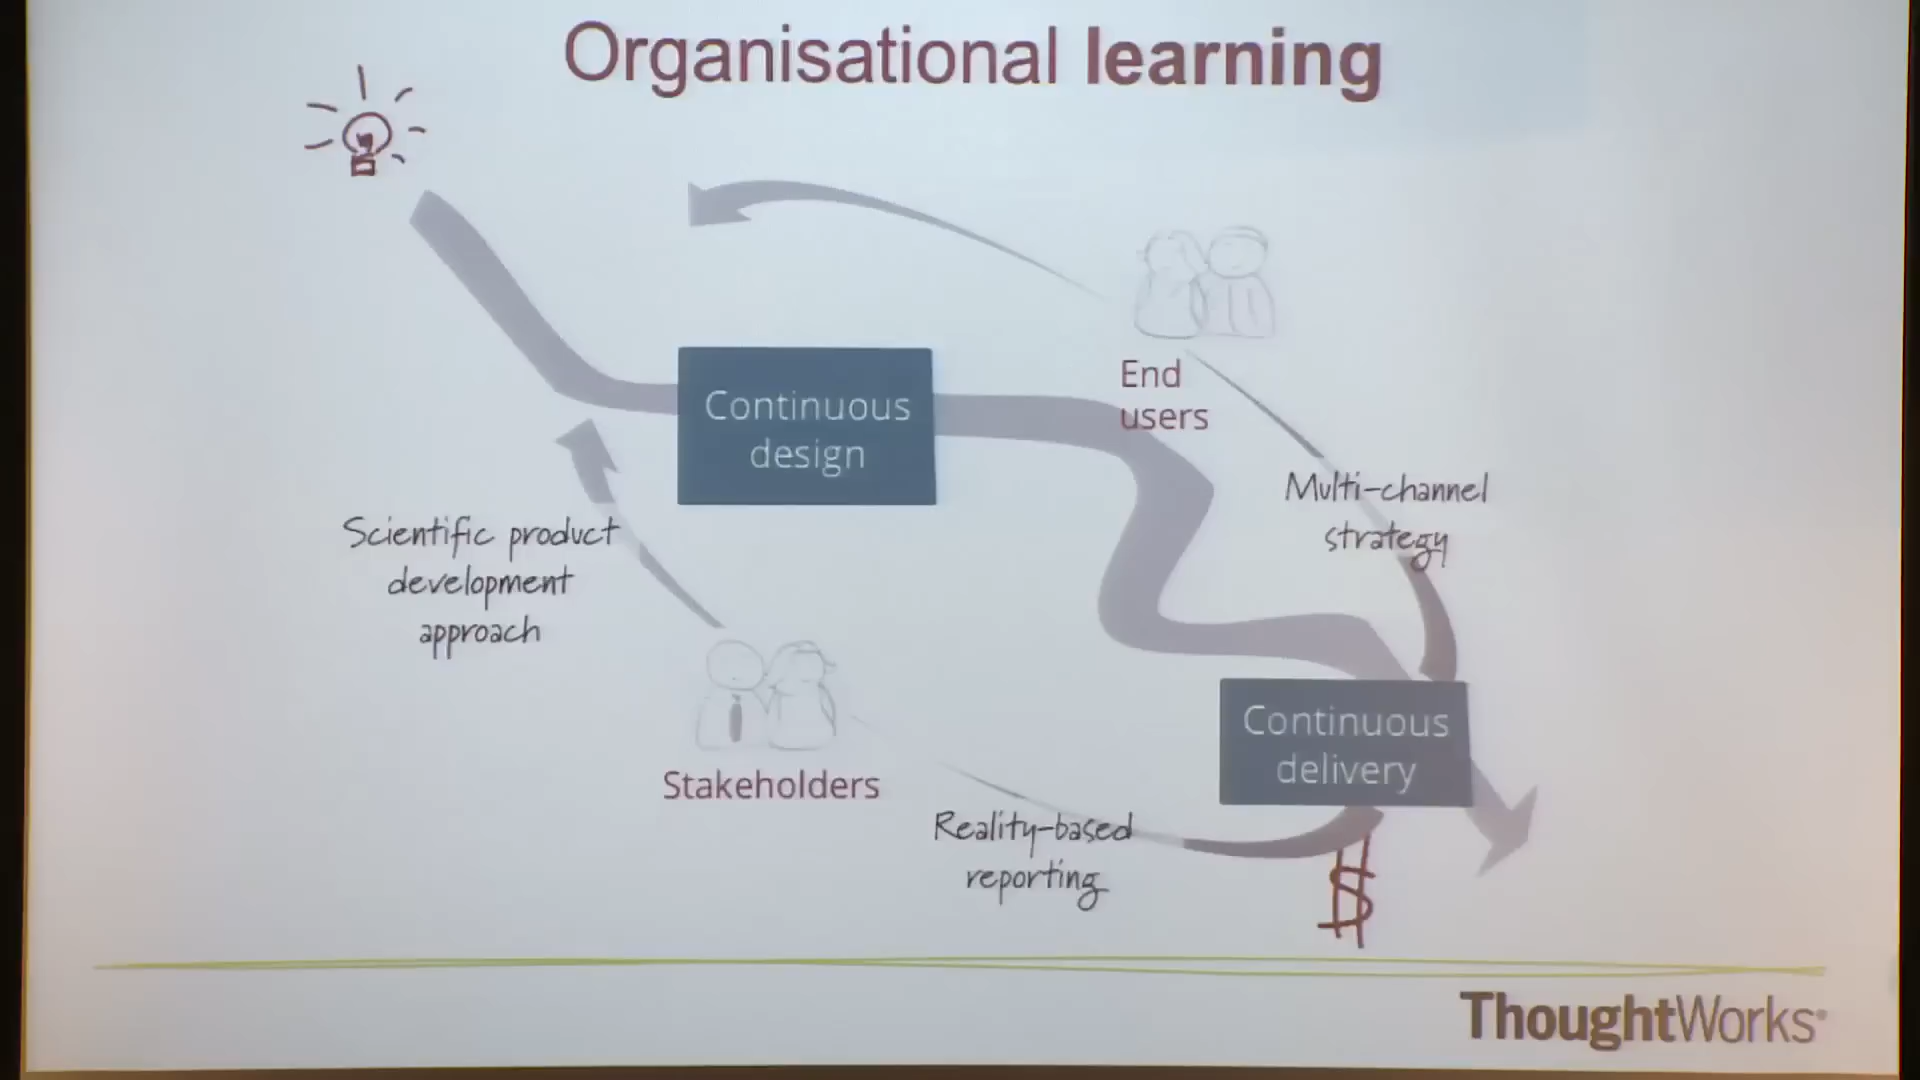 Organisational learning
Continuous
design
End
users
Multi-channel
strategy
Scientific product
development
approach
Stakeholders
Continuous
delivery
Reality-based
reporting
$
ThoughtWorks®